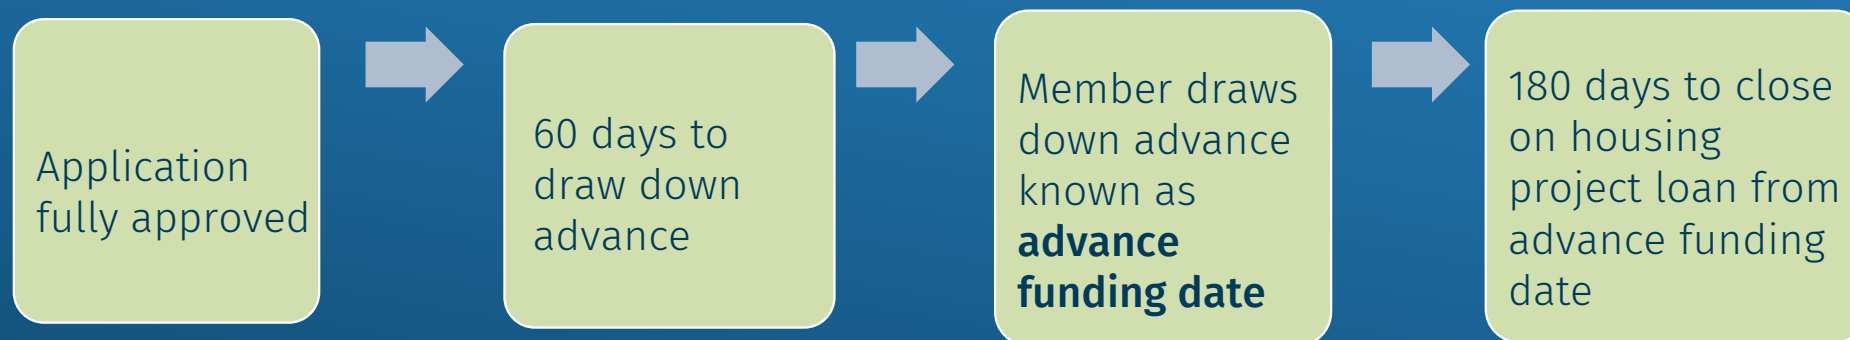 Application
fully approved
60 days to
draw down
advance
Member draws
down advance
known as
advance
funding date
180 days to close
on housing
project loan from
advance funding
date